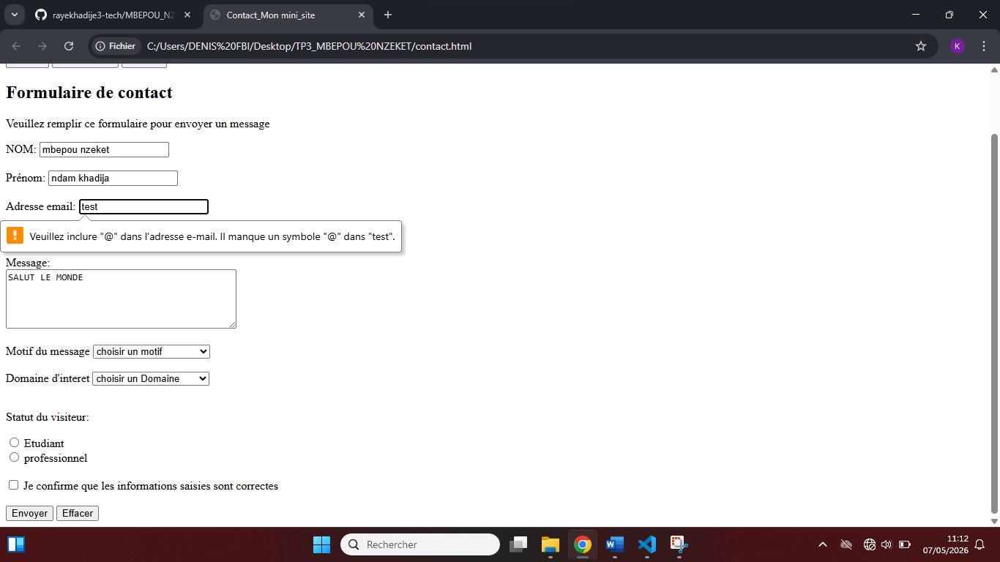 rayekhadije3-tech/MBEPOU_NZ
Contact_Mon mini_site
Fichier
C:/Users/DENIS%20FBI/Desktop/TP3_MBEPOU%20NZEKET/contact.html
K
Formulaire de contact
Veuillez remplir ce formulaire pour envoyer un message
NOM: mbepou nzeket
Prénom: ndam khadija
Adresse email: test
Veuillez inclure "@" dans l'adresse e-mail. Il manque un symbole "@" dans "test".
Message:
SALUT LE MONDE
Motif du message choisir un motif
Domaine d'interet choisir un Domaine
Statut du visiteur:
Etudiant
professionnel
Je confirme que les informations saisies sont correctes
Envoyer Effacer
Rechercher
11:12
07/05/2026